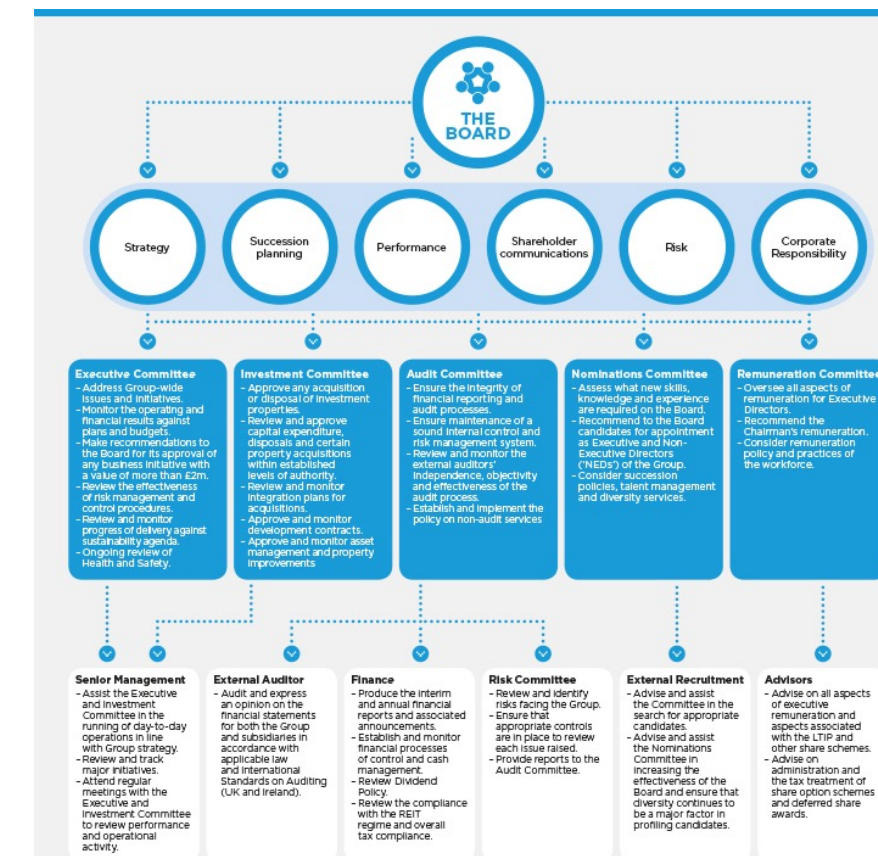 THE
BOARD
Strategy
Succession
planning
Performance
Shareholder
communications
Risk
Corporate
Responsibility
Executive Committee
- Address Group-wide
issues and initiatives.
- Monitor the operating and
financial results against
plans and budgets.
- Make recommendations to
the Board for its approval of
any business initiative with
a value of more than £2m.
- Review the effectiveness
of risk management and
control procedures.
- Review and monitor
progress of delivery against
sustainability agenda.
- Ongoing review of
Health and Safety.
Investment Committee
- Approve any acquisition
or disposal of investment
properties.
- Review and approve
capital expenditure,
disposals and certain
property acquisitions
within established
levels of authority.
- Review and monitor
integration plans for
acquisitions.
- Approve and monitor
development contracts.
- Approve and monitor asset
management and property
improvements
Audit Committee
- Ensure the integrity of
financial reporting and
audit processes.
- Ensure maintenance of a
sound internal control and
risk management system.
- Review and monitor the
external auditors'
independence, objectivity
and effectiveness of the
audit process.
- Establish and implement the
policy on non-audit services
Nominations Committee
- Assess what new skills,
knowledge and experience
are required on the Board.
- Recommend to the Board
candidates for appointment
as Executive and Non-
Executive Directors
('NEDs') of the Group.
- Consider succession
policies, talent management
and diversity services.
Remuneration Committee
- Oversee all aspects of
remuneration for Executive
Directors.
- Recommend the
Chairman's remuneration.
- Consider remuneration
policy and practices of
the workforce.
Senior Management
- Assist the Executive
and Investment
Committee in the
running of day-to-day
operations in line
with Group strategy.
- Review and track
major initiatives.
- Attend regular
meetings with the
Executive and
Investment Committee
to review performance
and operational
activity.
External Auditor
- Audit and express
an opinion on the
financial statements
for both the Group
and subsidiaries in
accordance with
applicable law
and International
Standards on Auditing
(UK and Ireland).
Finance
- Produce the interim
and annual financial
reports and associated
announcements.
- Establish and monitor
financial processes
of control and cash
management.
- Review Dividend
Policy.
- Review the compliance
with the REIT
regime and overall
tax compliance.
Risk Committee
- Review and identify
risks facing the Group.
- Ensure that
appropriate controls
are in place to review
each issue raised.
- Provide reports to the
Audit Committee.
External Recruitment
- Advise and assist
the Committee in the
search for appropriate
candidates.
- Advise and assist
the Nominations
Committee in
increasing the
effectiveness of the
Board and ensure that
diversity continues to
be a major factor in
profiling candidates.
Advisors
- Advise on all aspects
of executive
remuneration and
aspects associated
with the LTIP and
other share schemes.
- Advise on
administration and
the tax treatment of
share option schemes
and deferred share
awards.